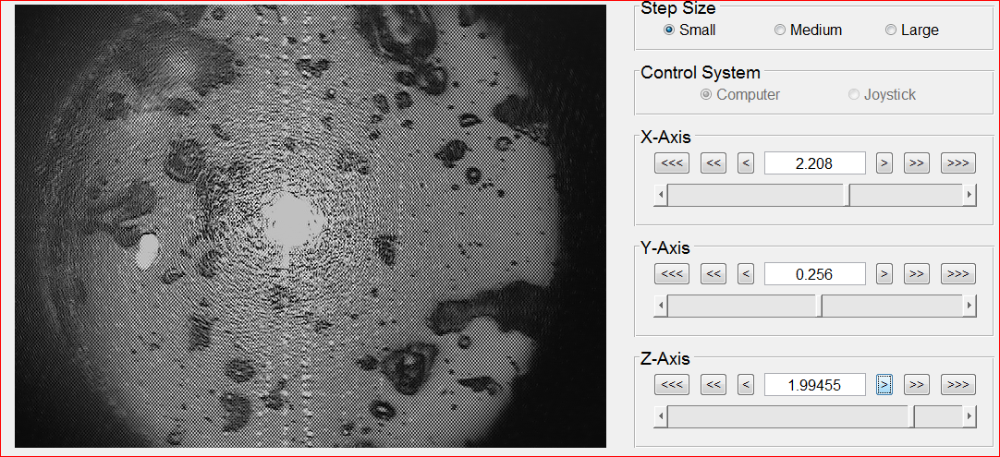 Step Size
Small Medium Large
Control System
Computer Joystick
X-Axis
<<< << < 2.208 > >> >>>
Y-Axis
<<< << < 0.256 > >> >>>
Z-Axis
<<< << < 1.99455 > >> >>>